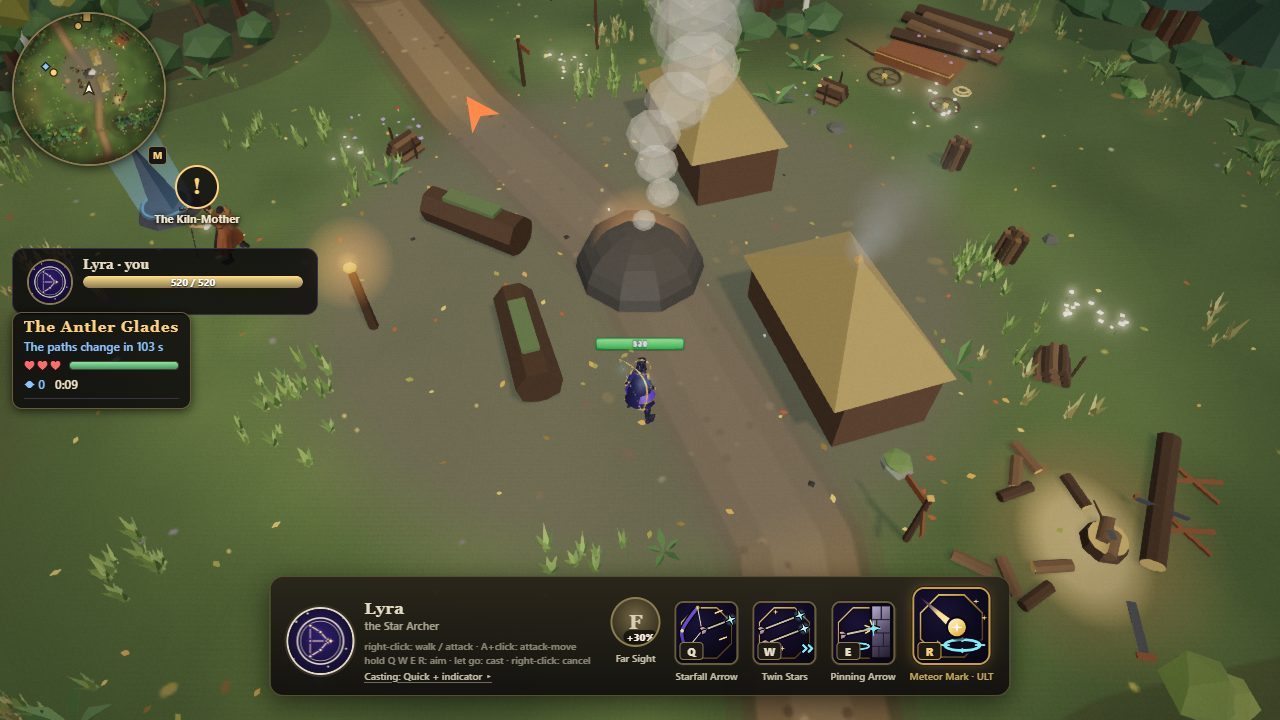 M
!
The Kiln-Mother
Lyra · you
520 / 520
The Antler Glades
The paths change in 103 s
0 0:09
Lyra
the Star Archer
right-click: walk / attack · A+click: attack-move
hold Q W E R: aim · let go: cast · right-click: cancel
Casting: Quick + indicator ▸
F
+30%
Far Sight
Q
Starfall Arrow
W
Twin Stars
E
Pinning Arrow
R
Meteor Mark · ULT